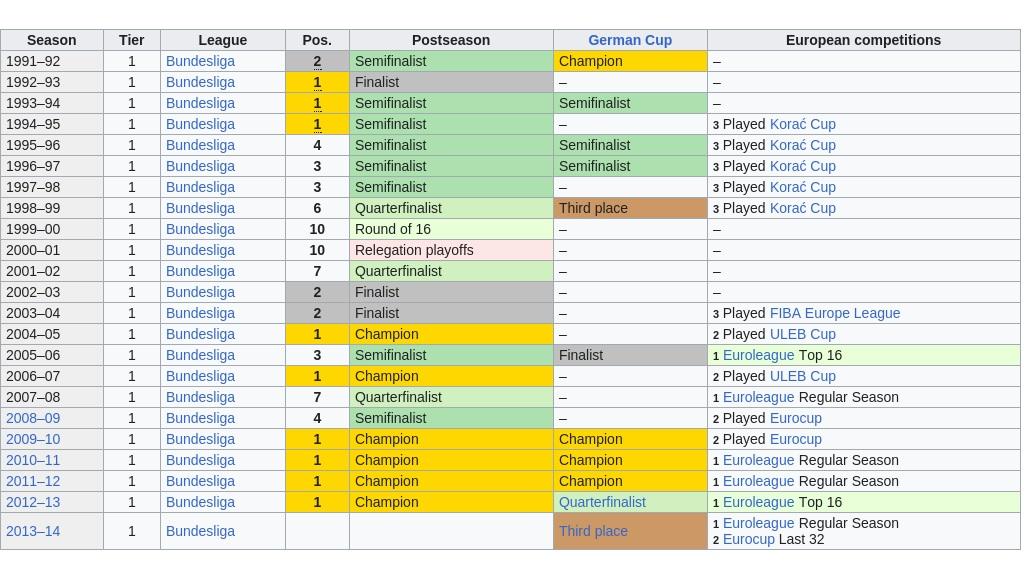 Season Tier League Pos. Postseason German Cup European competitions
1991–92 1 Bundesliga 2 Semifinalist Champion –
1992–93 1 Bundesliga 1 Finalist – –
1993–94 1 Bundesliga 1 Semifinalist Semifinalist –
1994–95 1 Bundesliga 1 Semifinalist – 3 Played Korać Cup
1995–96 1 Bundesliga 4 Semifinalist Semifinalist 3 Played Korać Cup
1996–97 1 Bundesliga 3 Semifinalist Semifinalist 3 Played Korać Cup
1997–98 1 Bundesliga 3 Semifinalist – 3 Played Korać Cup
1998–99 1 Bundesliga 6 Quarterfinalist Third place 3 Played Korać Cup
1999–00 1 Bundesliga 10 Round of 16 – –
2000–01 1 Bundesliga 10 Relegation playoffs – –
2001–02 1 Bundesliga 7 Quarterfinalist – –
2002–03 1 Bundesliga 2 Finalist – –
2003–04 1 Bundesliga 2 Finalist – 3 Played FIBA Europe League
2004–05 1 Bundesliga 1 Champion – 2 Played ULEB Cup
2005–06 1 Bundesliga 3 Semifinalist Finalist 1 Euroleague Top 16
2006–07 1 Bundesliga 1 Champion – 2 Played ULEB Cup
2007–08 1 Bundesliga 7 Quarterfinalist – 1 Euroleague Regular Season
2008–09 1 Bundesliga 4 Semifinalist – 2 Played Eurocup
2009–10 1 Bundesliga 1 Champion Champion 2 Played Eurocup
2010–11 1 Bundesliga 1 Champion Champion 1 Euroleague Regular Season
2011–12 1 Bundesliga 1 Champion Champion 1 Euroleague Regular Season
2012–13 1 Bundesliga 1 Champion Quarterfinalist 1 Euroleague Top 16
2013–14 1 Bundesliga Third place 1 Euroleague Regular Season
2 Eurocup Last 32